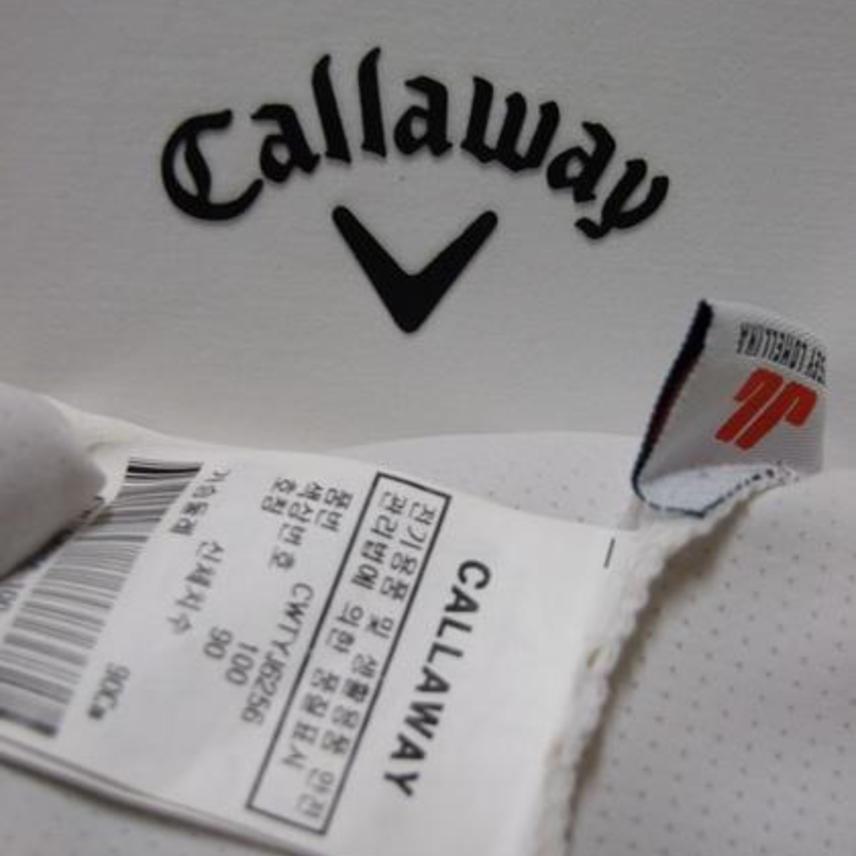 Callaway
CALLAWAY
전기용품 및 생활용품 안전
관리법에 의한 품질표시
품번 CWTYJ6256
색상번호 100
호칭 90
신체치수
가슴둘레 90Cm